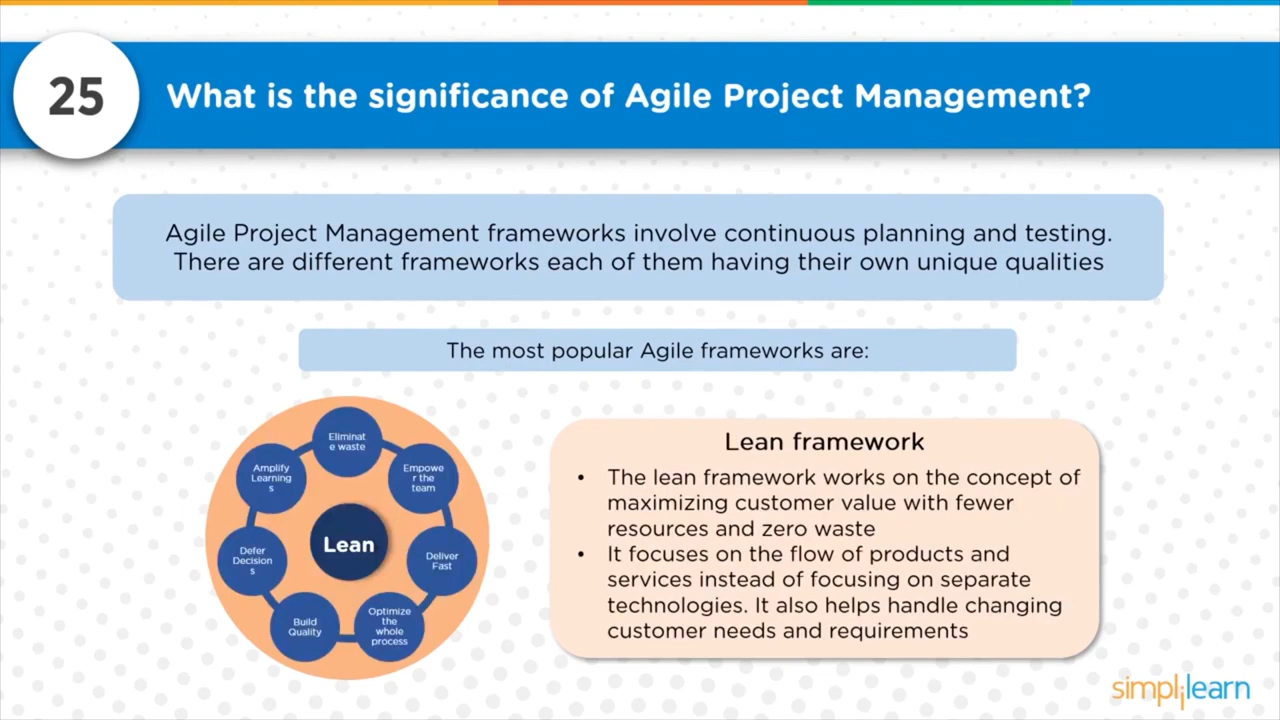 25
What is the significance of Agile Project Management?
Agile Project Management frameworks involve continuous planning and testing.
There are different frameworks each of them having their own unique qualities
The most popular Agile frameworks are:
Eliminat
e waste
Empowe
r the
team
Deliver
Fast
Optimize
the
whole
process
Build
Quality
Defer
Decision
s
Amplify
Learning
s
Lean
Lean framework
• The lean framework works on the concept of
maximizing customer value with fewer
resources and zero waste
• It focuses on the flow of products and
services instead of focusing on separate
technologies. It also helps handle changing
customer needs and requirements
simplilearn